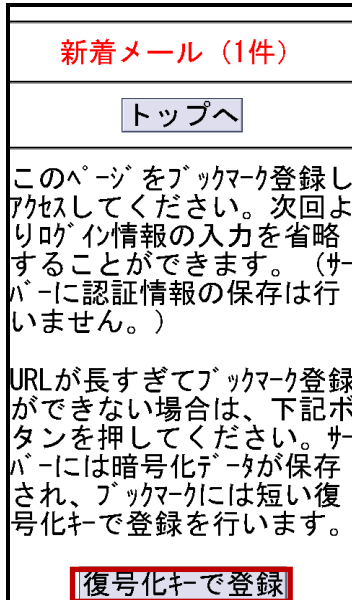 新着メール（1件）
トップへ
このﾍﾟｰｼﾞをﾌﾞｯｸﾏｰｸ登録し
ｱｸｾｽしてください。次回よ
りﾛｸﾞｲﾝ情報の入力を省略
することができます。（ｻｰ
ﾊﾞｰに認証情報の保存は行
いません。）
URLが長すぎてﾌﾞｯｸﾏｰｸ登録
ができない場合は、下記ボ
タンを押してください。ｻｰ
ﾊﾞｰには暗号化ﾃﾞｰﾀが保存
され、ﾌﾞｯｸﾏｰｸには短い復
号化ｷｰで登録を行います。
復号化ｷｰで登録